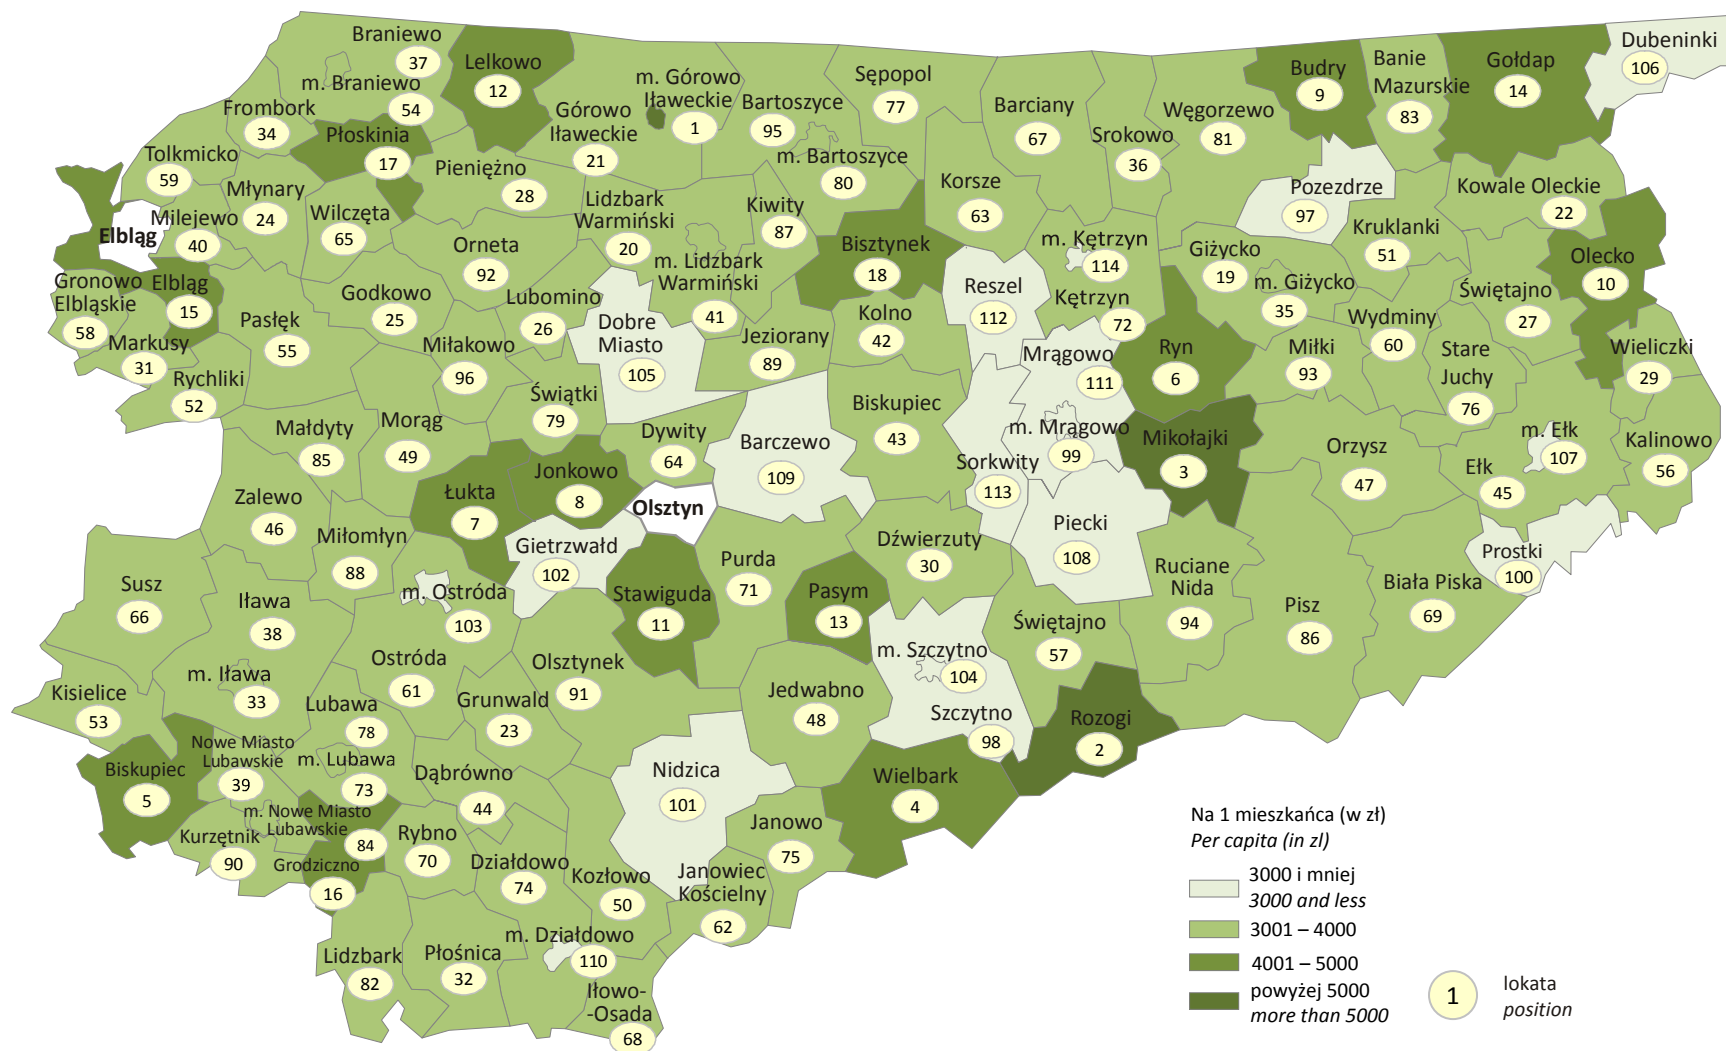 Braniewo
37
m. Braniewo
54
Lelkowo
12
m. Górowo
Iławeckie
1
Górowo
Iławeckie
21
Bartoszyce
95
m. Bartoszyce
80
Sępopol
77
Barciany
67
Srokowo
36
Węgorzewo
81
Budry
9
Banie
Mazurskie
83
Gołdap
14
Dubeninki
106
Frombork
34
Płoskinia
17
Tolkmicko
59
Młynary
24
Pieniężno
28
Lidzbark
Warmiński
20
Kiwity
87
Korsze
63
Pozezdrze
97
Kowale Oleckie
22
Elbląg
Milejewo
40
Wilczęta
65
Orneta
92
m. Lidzbark
Warmiński
41
Bisztynek
18
m. Kętrzyn
114
Giżycko
19
Kruklanki
51
Olecko
10
Gronowo
Elbląskie
58
Elbląg
15
Godkowo
25
Lubomino
26
Reszel
112
Kętrzyn
72
m. Giżycko
35
Świętajno
27
Markusy
31
Pasłęk
55
Miłakowo
96
Dobre
Miasto
105
Jeziorany
89
Kolno
42
Mrągowo
111
Ryn
6
Miłki
93
Wydminy
60
Stare
Juchy
76
Wieliczki
29
Rychliki
52
Świątki
79
Małdyty
85
Morąg
49
Dywity
64
Barczewo
109
Biskupiec
43
Sorkwity
113
m. Mrągowo
99
Mikołajki
3
Orzysz
47
Ełk
45
m. Ełk
107
Kalinowo
56
Zalewo
46
Łukta
7
Jonkowo
8
Olsztyn
Miłomłyn
88
Gietrzwałd
102
Purda
71
Dźwierzuty
30
Piecki
108
Ruciane
Nida
94
Prostki
100
Susz
66
Iława
38
m. Ostróda
103
Stawiguda
11
Pasym
13
Świętajno
57
Pisz
86
Biała Piska
69
Kisielice
53
m. Iława
33
Ostróda
61
Olsztynek
91
m. Szczytno
104
Szczytno
98
Jedwabno
48
Rozogi
2
Lubawa
78
Grunwald
23
Biskupiec
5
Nowe Miasto
Lubawskie
39
m. Lubawa
73
Dąbrówno
44
Nidzica
101
Wielbark
4
Kurzętnik
90
m. Nowe Miasto
Lubawskie
84
Grodziczno
16
Rybno
70
Działdowo
74
Kozłowo
50
Janowo
75
Janowiec
Kościelny
62
Lidzbark
82
Płośnica
32
m. Działdowo
110
Iłowo-
-Osada
68
Na 1 mieszkańca (w zł)
Per capita (in zl)
3000 i mniej
3000 and less
3001 – 4000
4001 – 5000
powyżej 5000
more than 5000
1
lokata
position